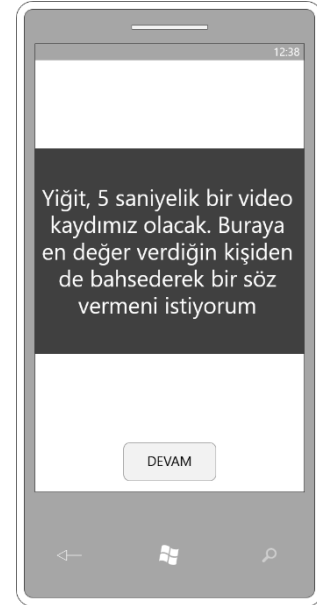 12:38
Yiğit, 5 saniyelik bir video
kaydımız olacak. Buraya
en değer verdiğin kişiden
de bahsederek bir söz
vermeni istiyorum
DEVAM